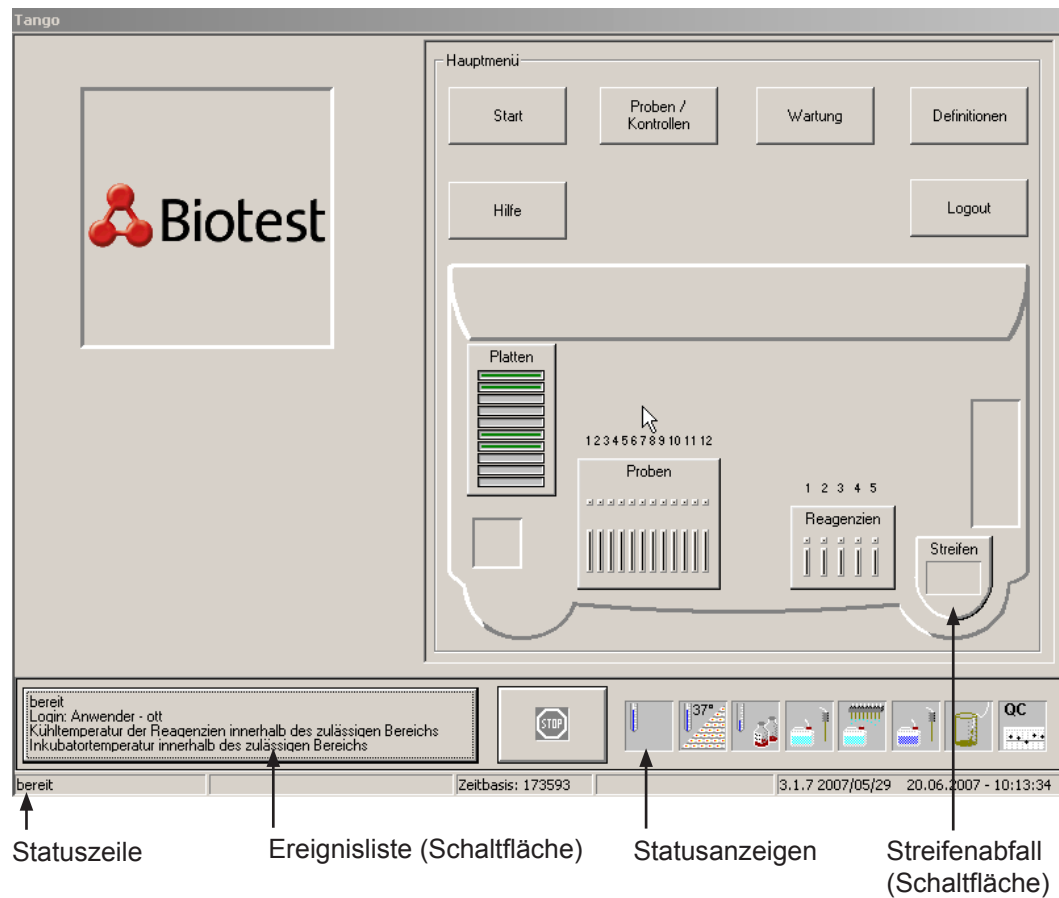 Tango
Hauptmenü
Start
Proben /
Kontrollen
Wartung
Definitionen
Biotest
Hilfe
Logout
Platten
1 2 3 4 5 6 7 8 9 10 11 12
Proben
1 2 3 4 5
Reagenzien
Streifen
bereit
Login: Anwender - ott
Kühltemperatur der Reagenzien innerhalb des zulässigen Bereichs
Inkubatortemperatur innerhalb des zulässigen Bereichs
STOP
37°
QC
bereit
Zeitbasis: 173593
3.1.7 2007/05/29
20.06.2007 - 10:13:34
Statuszeile
Ereignisliste (Schaltfläche)
Statusanzeigen
Streifenabfall
(Schaltfläche)